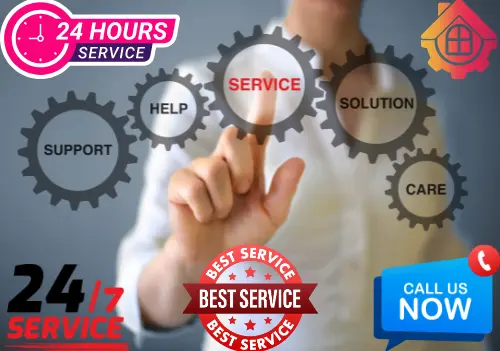 24 HOURS
SERVICE
SERVICE
HELP
SOLUTION
SUPPORT
CARE
24/7
SERVICE
BEST SERVICE
BEST SERVICE
BEST SERVICE
CALL US
NOW